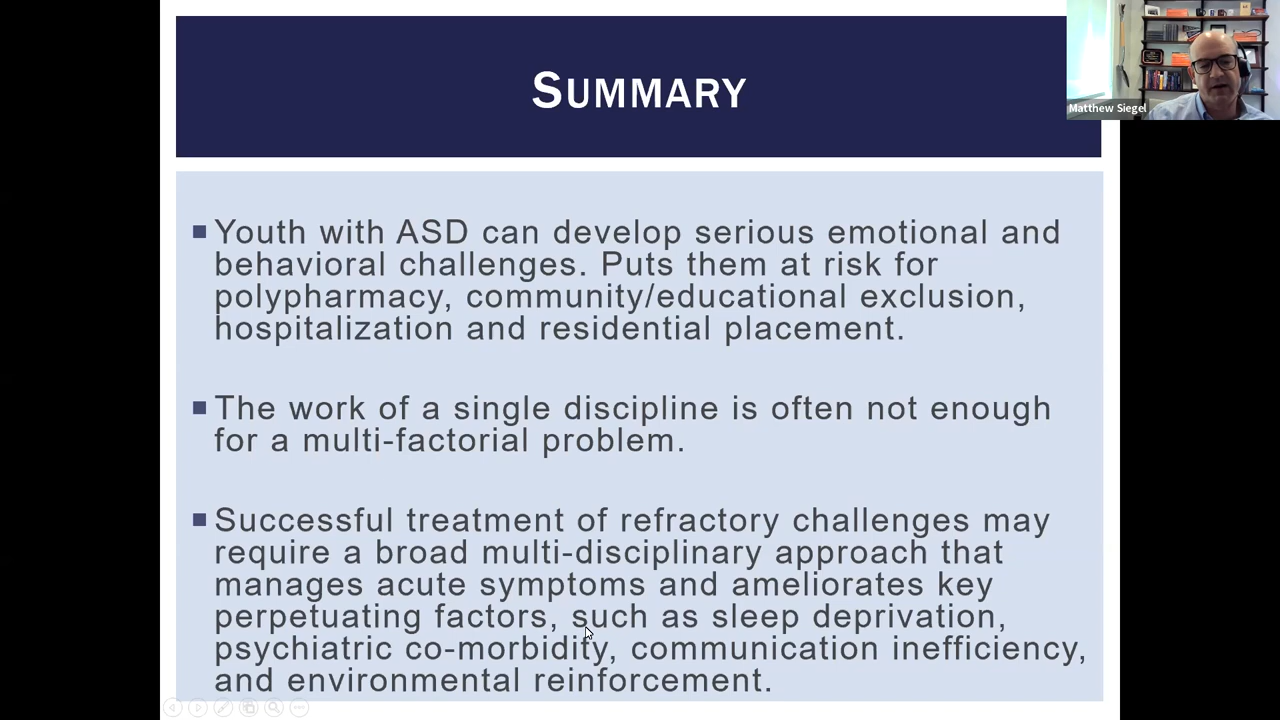 SUMMARY
Matthew Siegel
Youth with ASD can develop serious emotional and
behavioral challenges. Puts them at risk for
polypharmacy, community/educational exclusion,
hospitalization and residential placement.
The work of a single discipline is often not enough
for a multi-factorial problem.
Successful treatment of refractory challenges may
require a broad multi-disciplinary approach that
manages acute symptoms and ameliorates key
perpetuating factors, such as sleep deprivation,
psychiatric co-morbidity, communication inefficiency,
and environmental reinforcement.